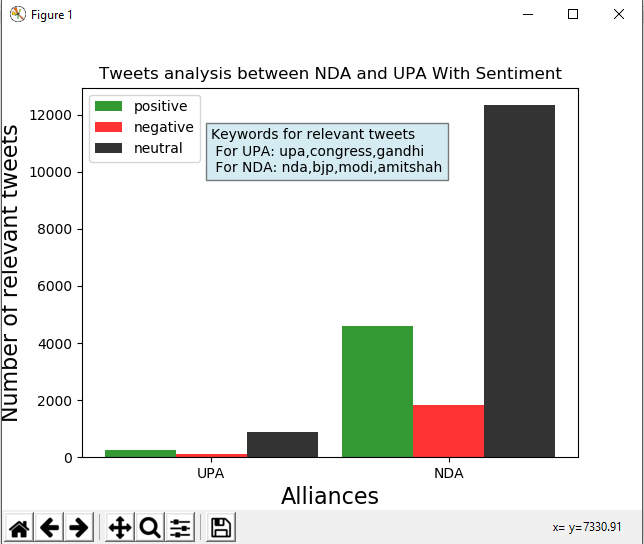 Figure 1
Tweets analysis between NDA and UPA With Sentiment
positive
negative
neutral
Keywords for relevant tweets
For UPA: upa,congress,gandhi
For NDA: nda,bjp,modi,amitshah
Number of relevant tweets
12000
10000
8000
6000
4000
2000
0
UPA
NDA
Alliances
x= y=7330.91